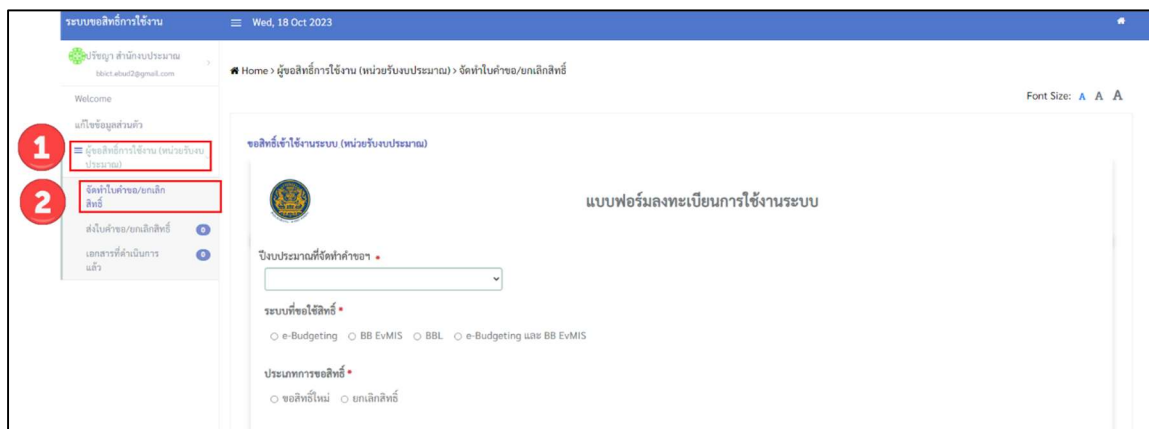 ระบบขอสิทธิ์การใช้งาน
Wed, 18 Oct 2023
ปรัชญา สำนักงบประมาณ
bbict.abud2@gmail.com
Home › ผู้ขอสิทธิ์การใช้งาน (หน่วยรับงบประมาณ) › จัดทำใบคำขอ/ยกเลิกสิทธิ์
Font Size: A A A
Welcome
แก้ไขข้อมูลส่วนตัว
1
ผู้ขอสิทธิ์การใช้งาน (หน่วยรับงบ
ประมาณ)
2
จัดทำใบคำขอ/ยกเลิก
สิทธิ์
ส่งใบคำขอ/ยกเลิกสิทธิ์ 0
เอกสารที่ดำเนินการ 0
แล้ว
ขอสิทธิ์เข้าใช้งานระบบ (หน่วยรับงบประมาณ)
แบบฟอร์มลงทะเบียนการใช้งานระบบ
ปีงบประมาณที่จัดทำคำขอฯ *
ระบบที่ขอใช้สิทธิ์ *
e-Budgeting BB EvMIS BBL e-Budgeting และ BB EvMIS
ประเภทการขอสิทธิ์ *
ขอสิทธิ์ใหม่ ยกเลิกสิทธิ์